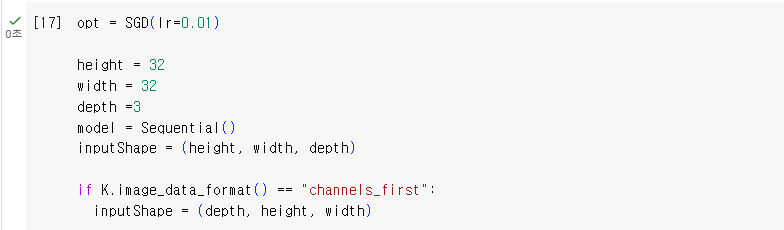 [17] opt = SGD(lr=0.01)
0초
height = 32
width = 32
depth =3
model = Sequential()
inputShape = (height, width, depth)
if K.image_data_format() == "channels_first":
inputShape = (depth, height, width)